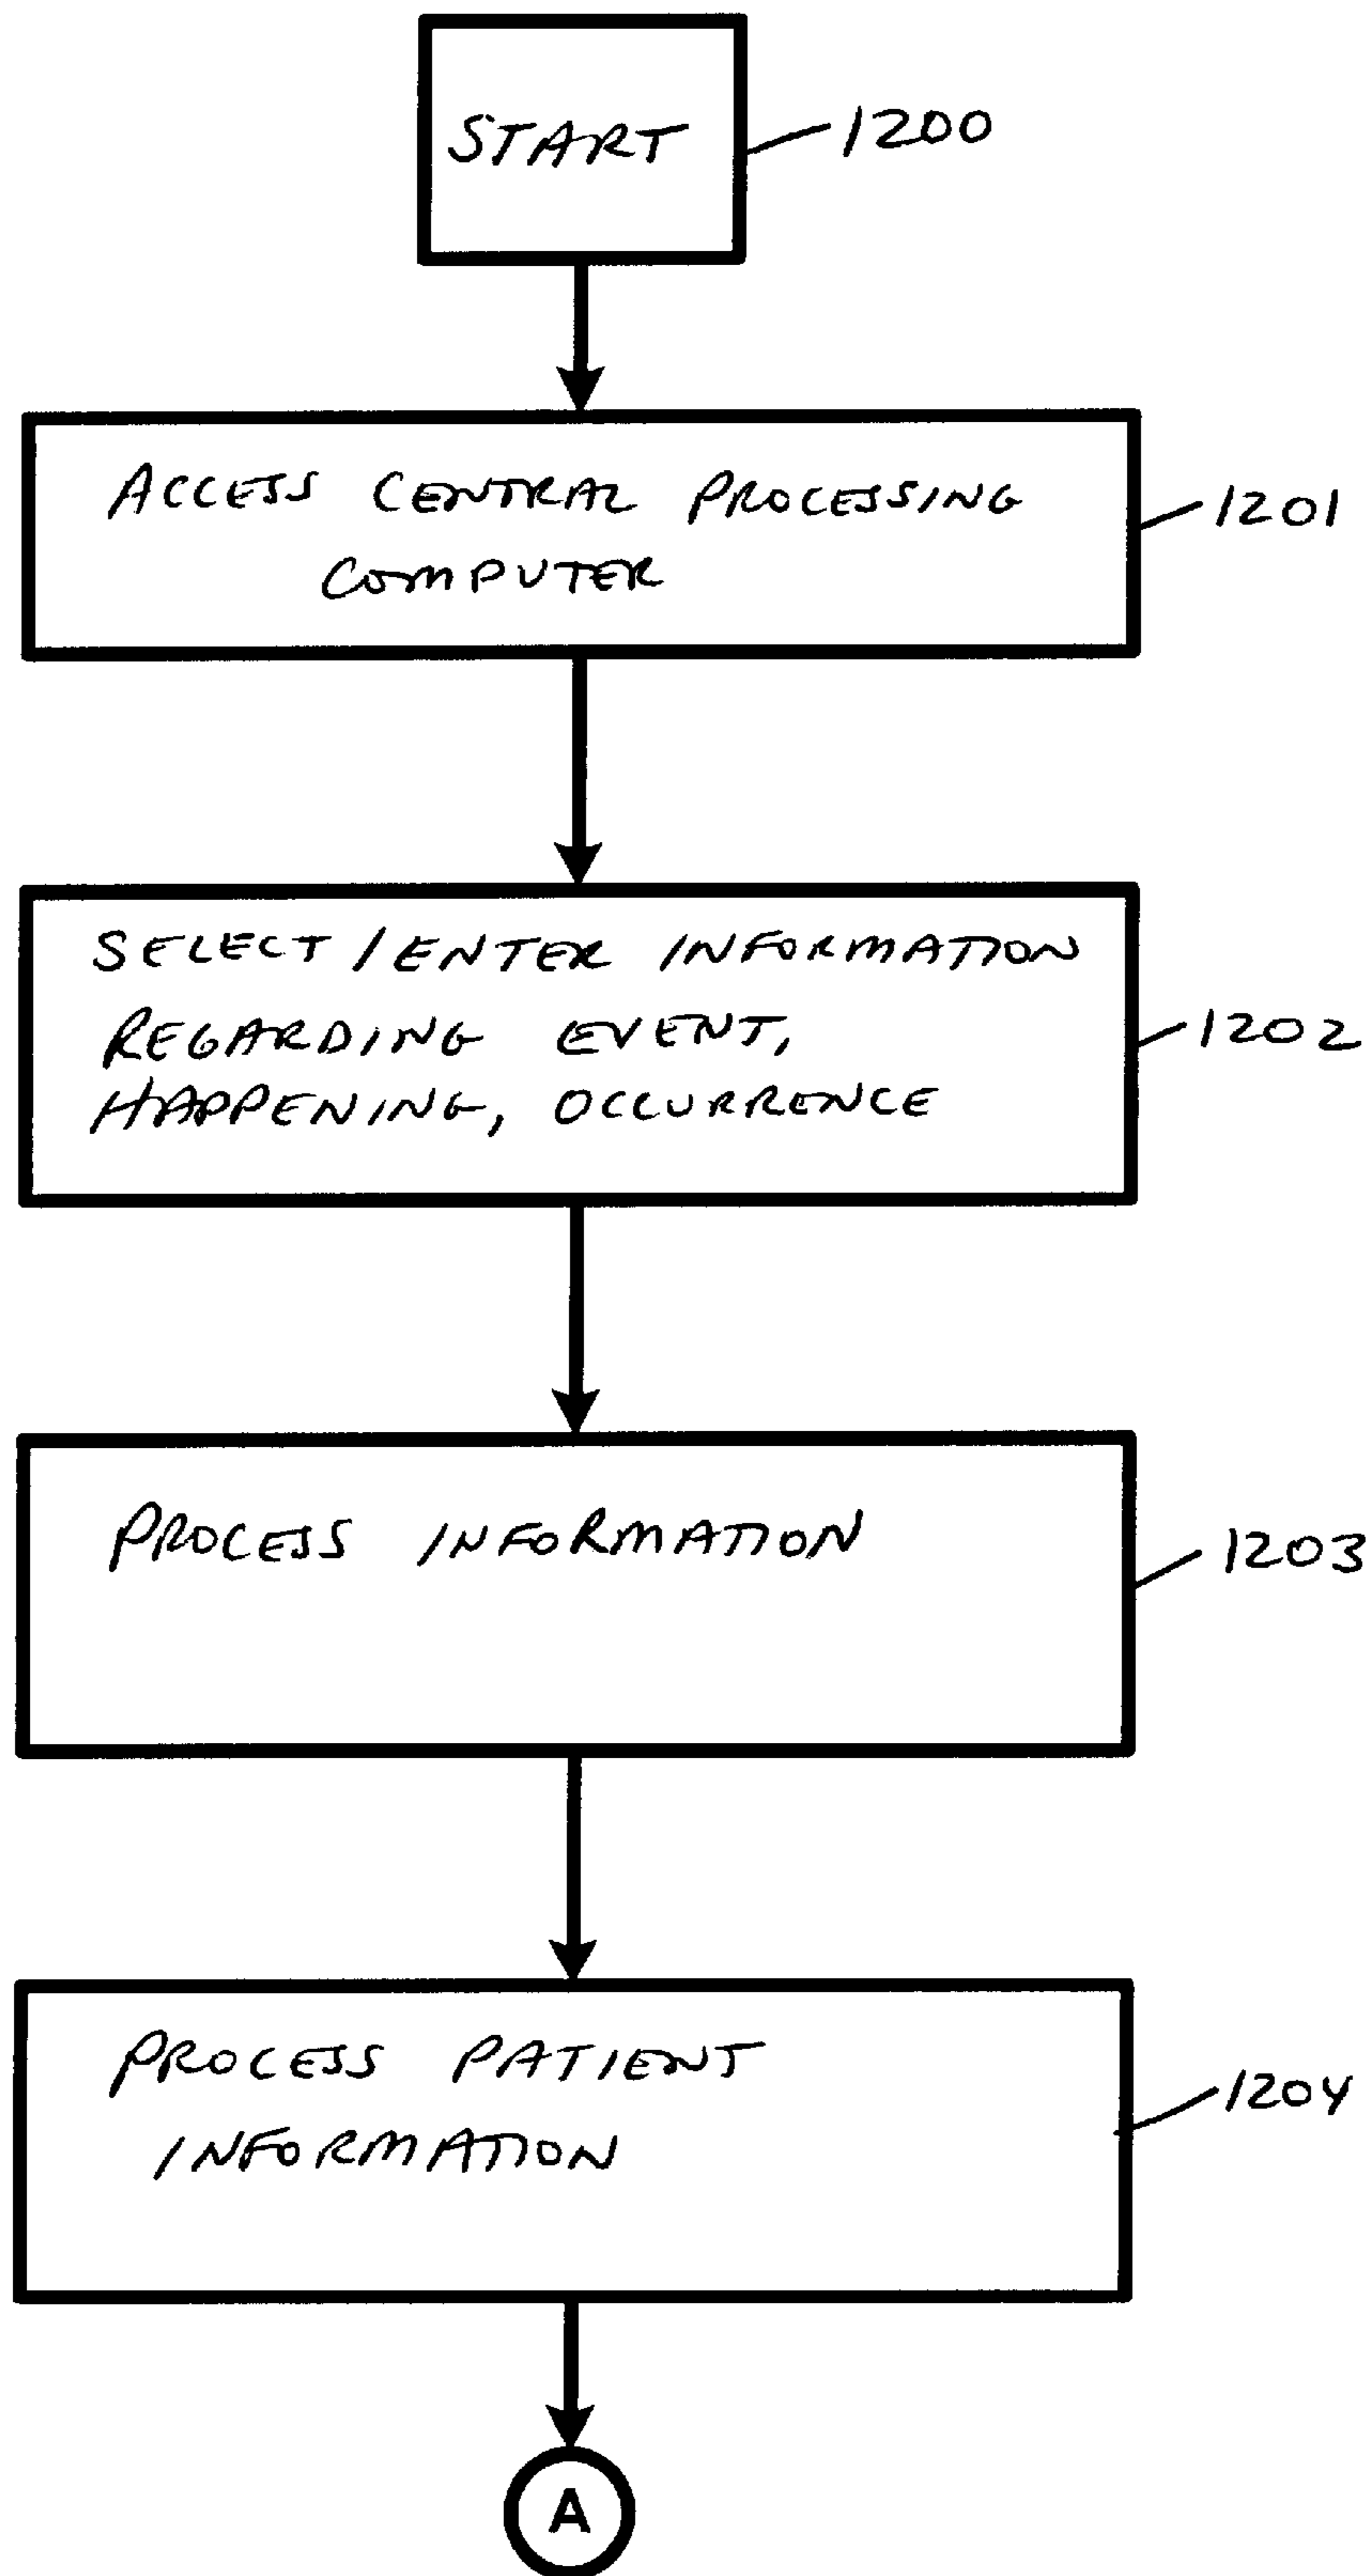 START
1200
ACCESS CENTRAL PROCESSING
COMPUTER
1201
SELECT / ENTER INFORMATION
REGARDING EVENT,
HAPPENING, OCCURRENCE
1202
PROCESS INFORMATION
1203
PROCESS PATIENT
INFORMATION
1204
A